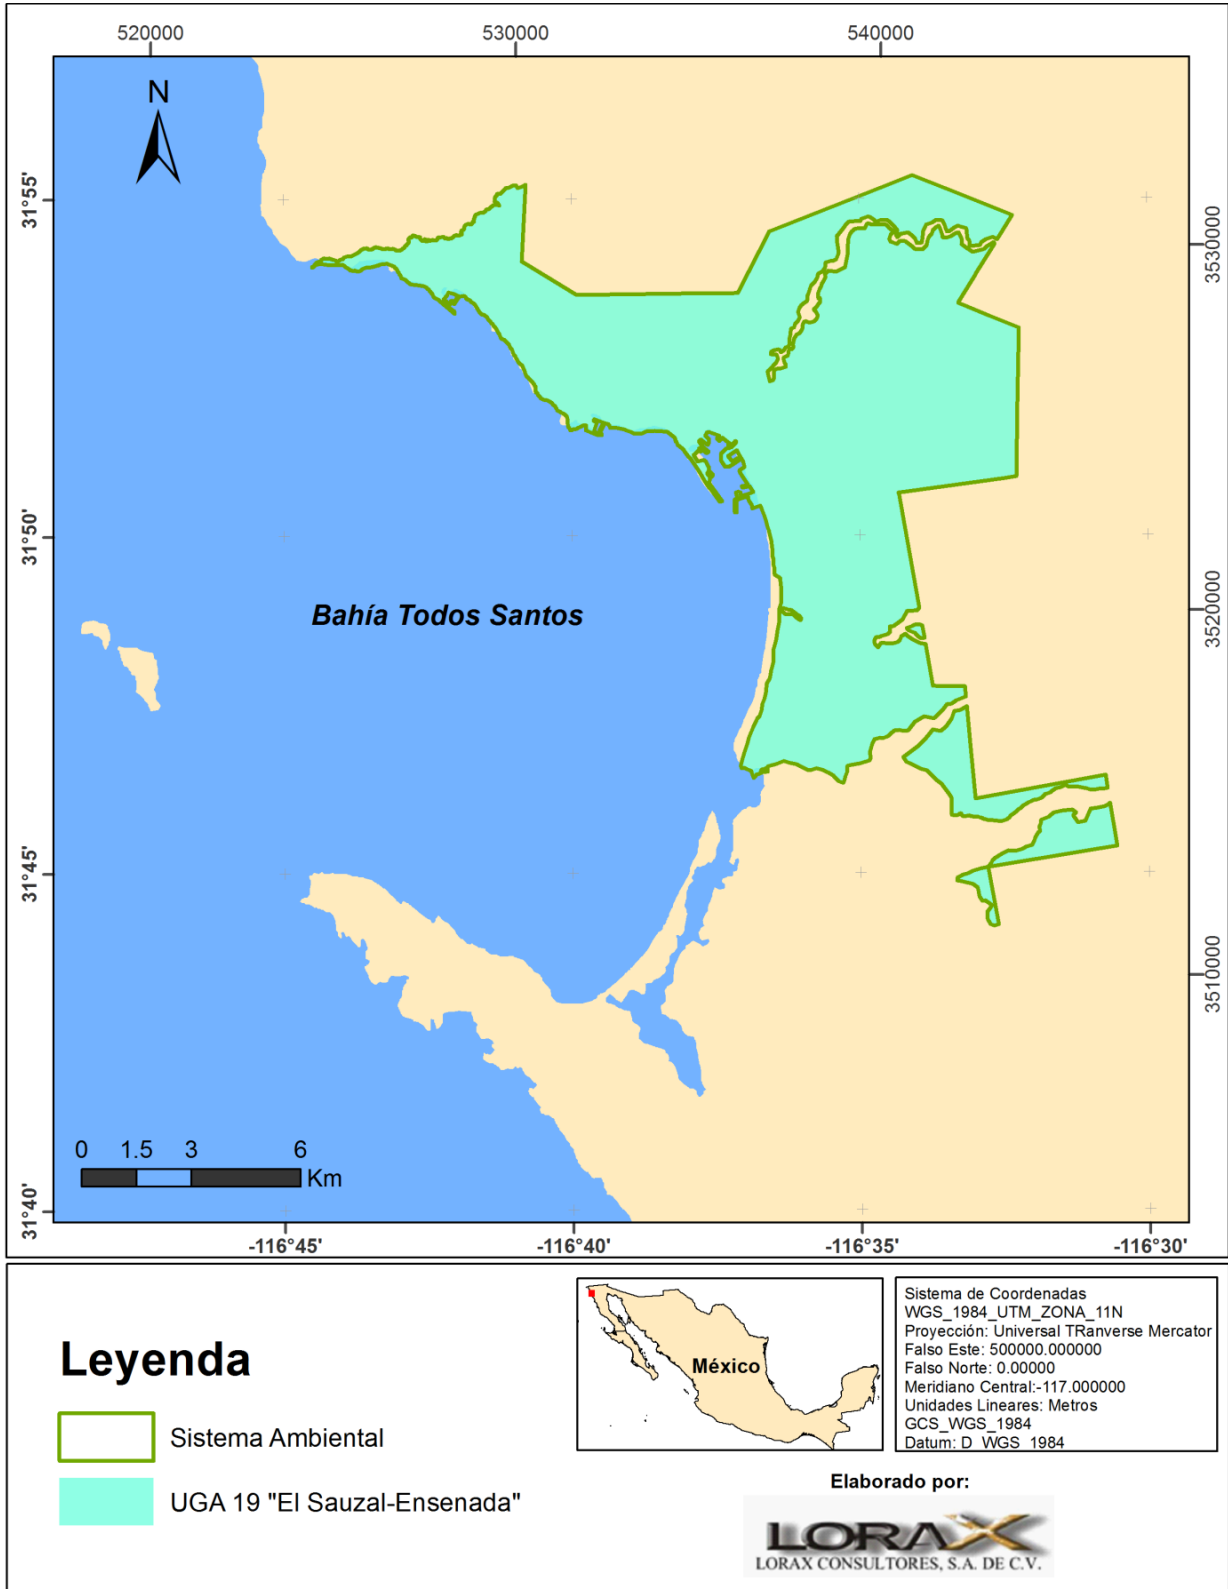 520000
530000
540000
N
31°55'
3530000
31°50'
Bahía Todos Santos
3520000
31°45'
3510000
0 1.5 3 6
Km
31°40'
-116°45'
-116°40'
-116°35'
-116°30'
Leyenda
Sistema Ambiental
UGA 19 "El Sauzal-Ensenada"
México
Sistema de Coordenadas
WGS_1984_UTM_ZONA_11N
Proyección: Universal TRanverse Mercator
Falso Este: 500000.000000
Falso Norte: 0.00000
Meridiano Central:-117.000000
Unidades Lineares: Metros
GCS_WGS_1984
Datum: D_WGS_1984
Elaborado por:
LORAX
LORAX CONSULTORES, S.A. DE C.V.